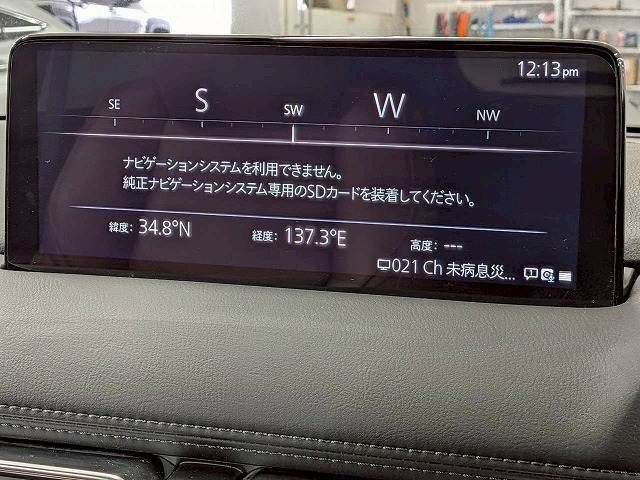 12:13pm
SE S SW W NW
ナビゲーションシステムを利用できません。
純正ナビゲーションシステム専用のSDカードを装着してください。
緯度: 34.8°N 経度: 137.3°E 高度: ---
021 Ch 未病息災...